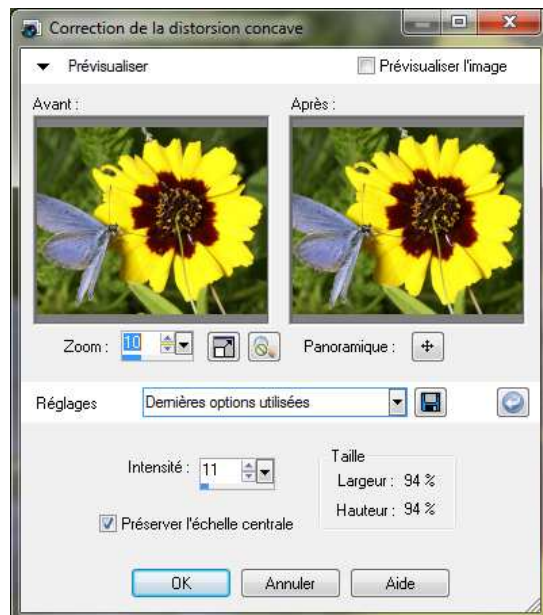 Correction de la distorsion concave
X
Prévisualiser
Prévisualiser l'image
Avant :
Après :
Zoom : 10
Panoramique :
Réglages
Dernières options utilisées
Intensité : 11
Taille
Largeur : 94 %
Hauteur : 94 %
Préserver l'échelle centrale
OK
Annuler
Aide